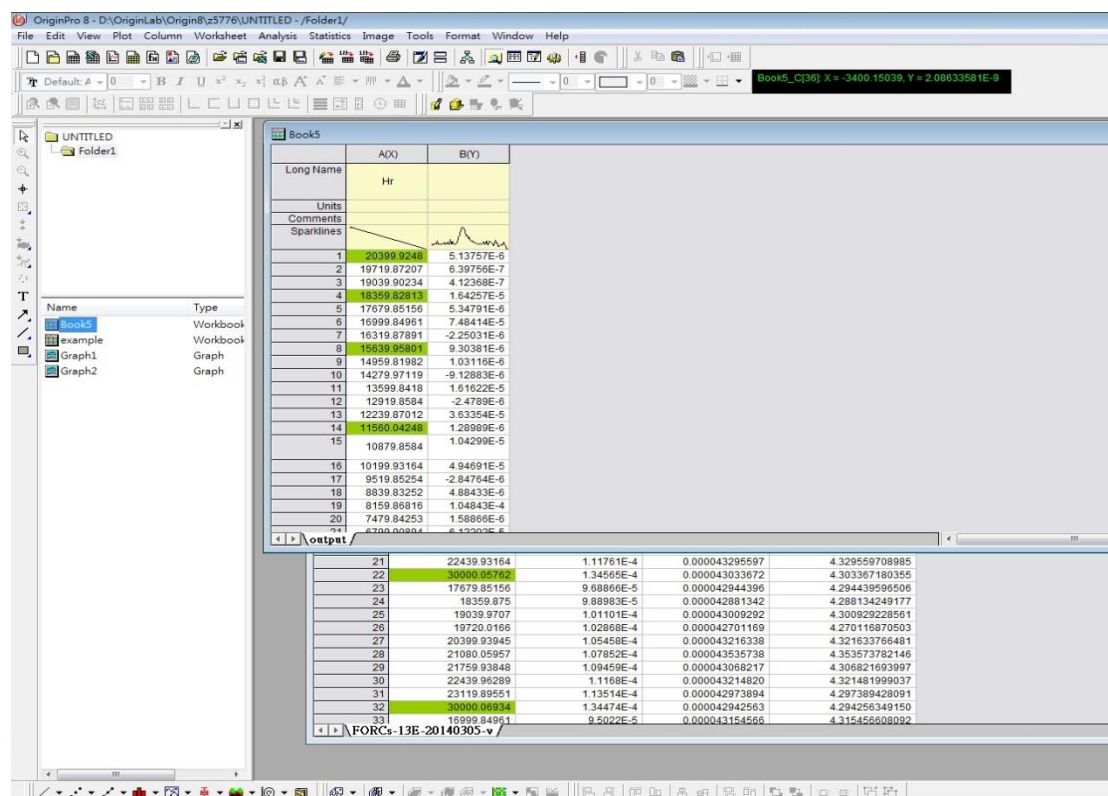 OriginPro 8 - D:\OriginLab\Origin8\z5776\UNTITLED - /Folder1/
File Edit View Plot Column Worksheet Analysis Statistics Image Tools Format Window Help
Default: A 0 B I U 0 0
Book5_C[36]: X = -3400.15039, Y = 2.08633581E-9
UNTITLED
Folder1
Name Type
Book5 Workbook
example Workbook
Graph1 Graph
Graph2 Graph
Book5
A(X) B(Y)
Long Name Hr
Units
Comments
Sparklines
1 20399.9248 5.13757E-6
2 19719.87207 6.39756E-7
3 19039.90234 4.12368E-7
4 18359.82813 1.64257E-5
5 17679.85156 5.34791E-6
6 16999.84961 7.48414E-5
7 16319.87891 -2.25031E-6
8 15639.95801 9.30381E-6
9 14959.81982 1.03116E-6
10 14279.97119 -9.12883E-6
11 13599.8418 1.61622E-5
12 12919.8584 -2.4789E-6
13 12239.87012 3.63354E-5
14 11560.04248 1.28989E-6
15 10879.8584 1.04299E-5
16 10199.93164 4.94691E-5
17 9519.85254 -2.84764E-6
18 8839.83252 4.88433E-6
19 8159.86816 1.04843E-4
20 7479.84253 1.58866E-6
output
21 22439.93164 1.11761E-4 0.000043295597 4.329559708985
22 30000.05762 1.34565E-4 0.000043033672 4.303367180355
23 17679.85156 9.68866E-5 0.000042944396 4.294439596506
24 18359.875 9.88983E-5 0.000042881342 4.288134249177
25 19039.9707 1.01101E-4 0.000043009292 4.300929228561
26 19720.0166 1.02868E-4 0.000042701169 4.270116870503
27 20399.93945 1.05458E-4 0.000043216338 4.321633766481
28 21080.05957 1.07852E-4 0.000043535738 4.353573782146
29 21759.93848 1.09459E-4 0.000043068217 4.306821693997
30 22439.96289 1.1168E-4 0.000043214820 4.321481999037
31 23119.89551 1.13514E-4 0.000042973894 4.297389428091
32 30000.06934 1.34474E-4 0.000042942563 4.294256349150
33 16999.84961 9.5022E-5 0.000043154566 4.315456608092
FORCs-13E-20140305-v